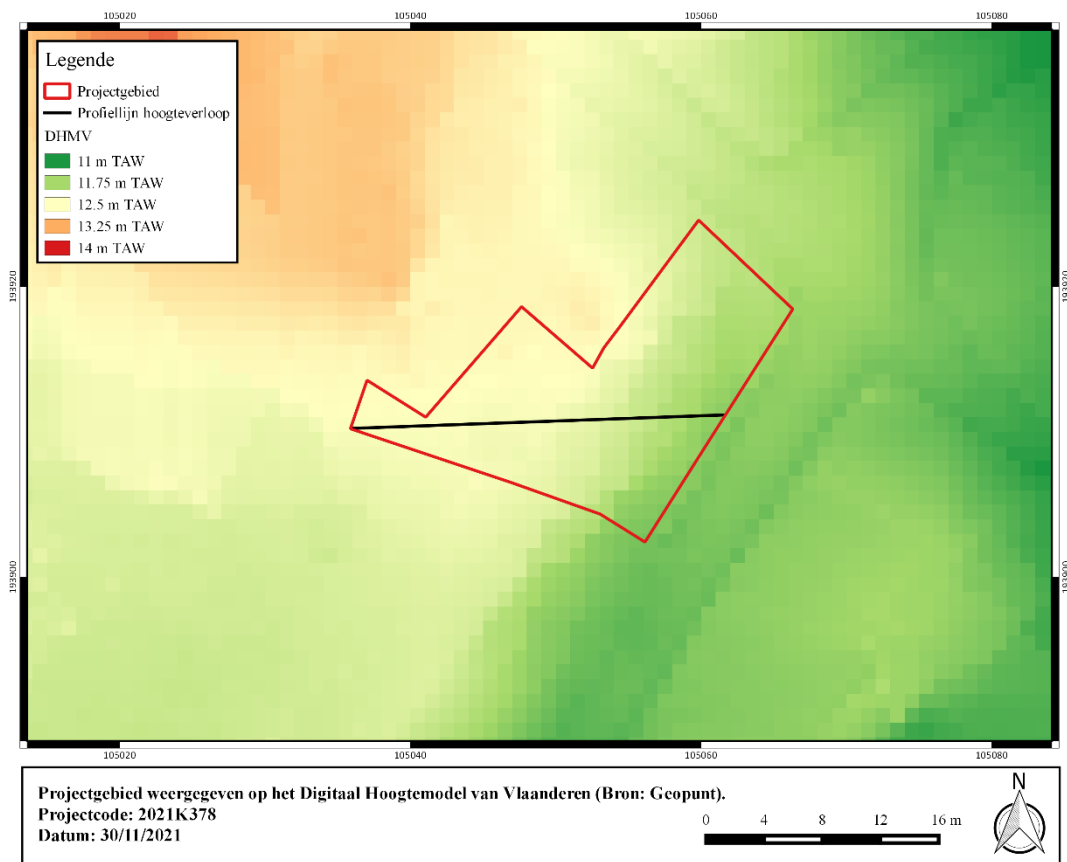 105020 105040 105060 105080
Legende
Projectgebied
Profiellijn hoogteverloop
DHMV
11 m TAW
11.75 m TAW
12.5 m TAW
13.25 m TAW
14 m TAW
193920 193920
193900 193900
105020 105040 105060 105080
Projectgebied weergegeven op het Digitaal Hoogtemodel van Vlaanderen (Bron: Geopunt).
Projectcode: 2021K378
Datum: 30/11/2021
0 4 8 12 16 m
N